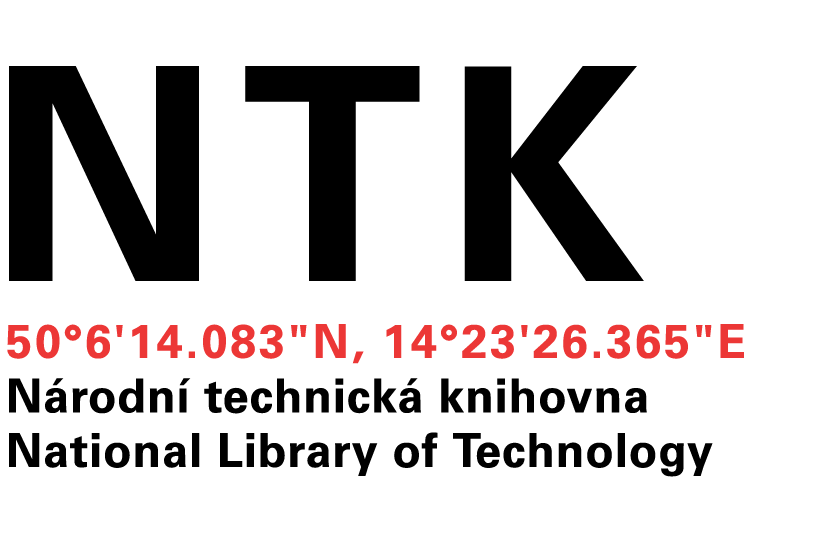 NTK
50°6'14.083"N, 14°23'26.365"E
Národní technická knihovna
National Library of Technology